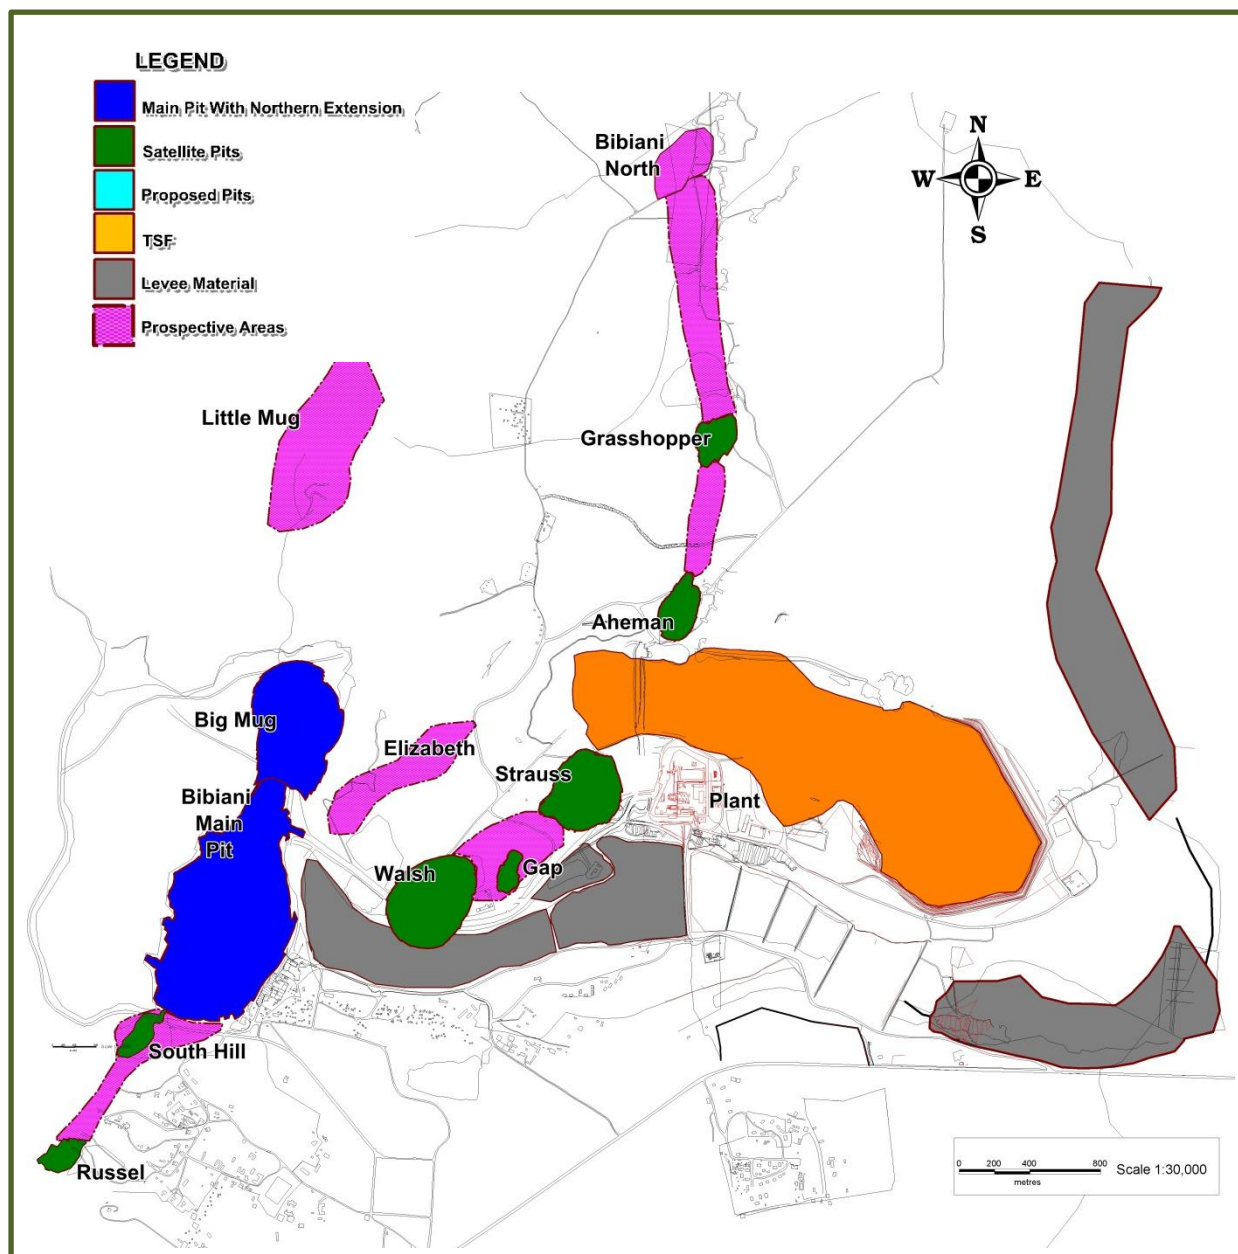 LEGEND
Main Pit With Northern Extension
Satellite Pits
Proposed Pits
TSF
Levee Material
Prospective Areas
N
W E
S
Bibiani
North
Little Mug
Grasshopper
Aheman
Big Mug
Elizabeth
Strauss
Bibiani
Main
Pit
Plant
Walsh
Gap
South Hill
Russel
0 200 400 800
metres
Scale 1:30,000